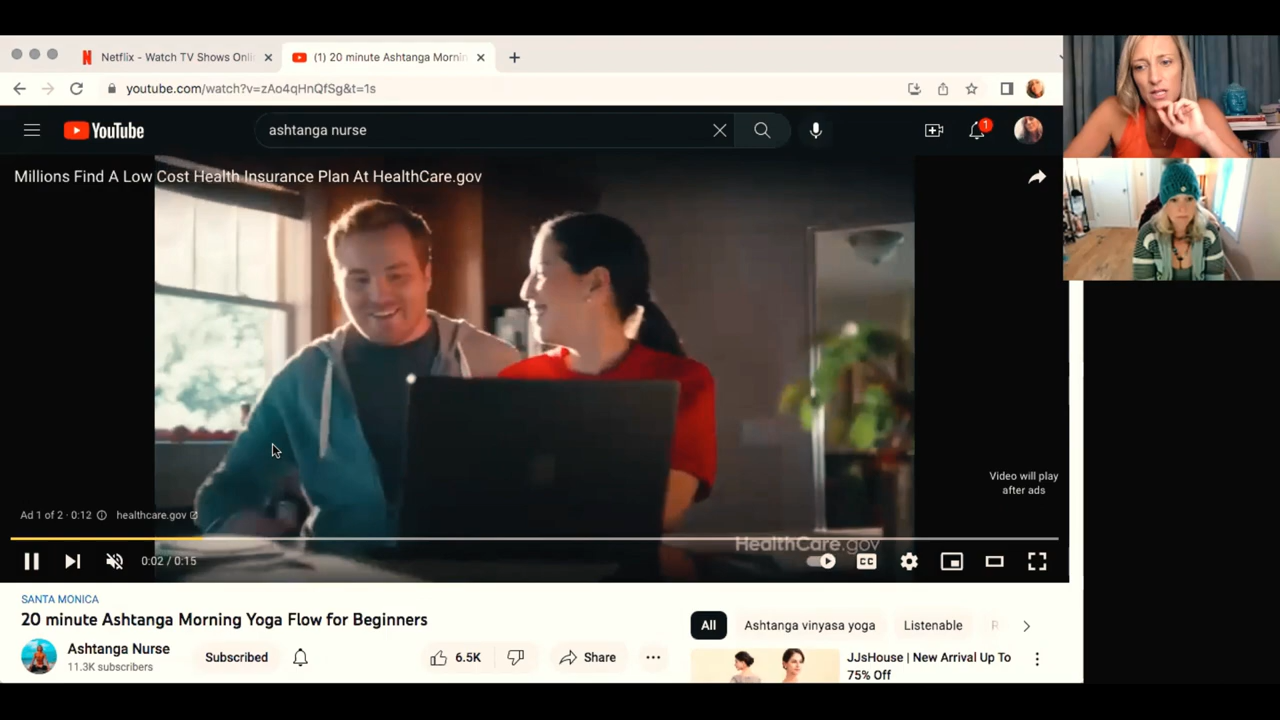 Netflix - Watch TV Shows Onli
(1) 20 minute Ashtanga Mornin
youtube.com/watch?v=zAo4qHnQfSg&t=1s
YouTube
ashtanga nurse
1
Millions Find A Low Cost Health Insurance Plan At HealthCare.gov
Video will play
after ads
Ad 1 of 2 · 0:12
healthcare.gov
HealthCare.gov
0:02 / 0:15
CC
SANTA MONICA
20 minute Ashtanga Morning Yoga Flow for Beginners
All
Ashtanga vinyasa yoga
Listenable
Ashtanga Nurse
11.3K subscribers
Subscribed
6.5K
Share
JJsHouse | New Arrival Up To
75% Off